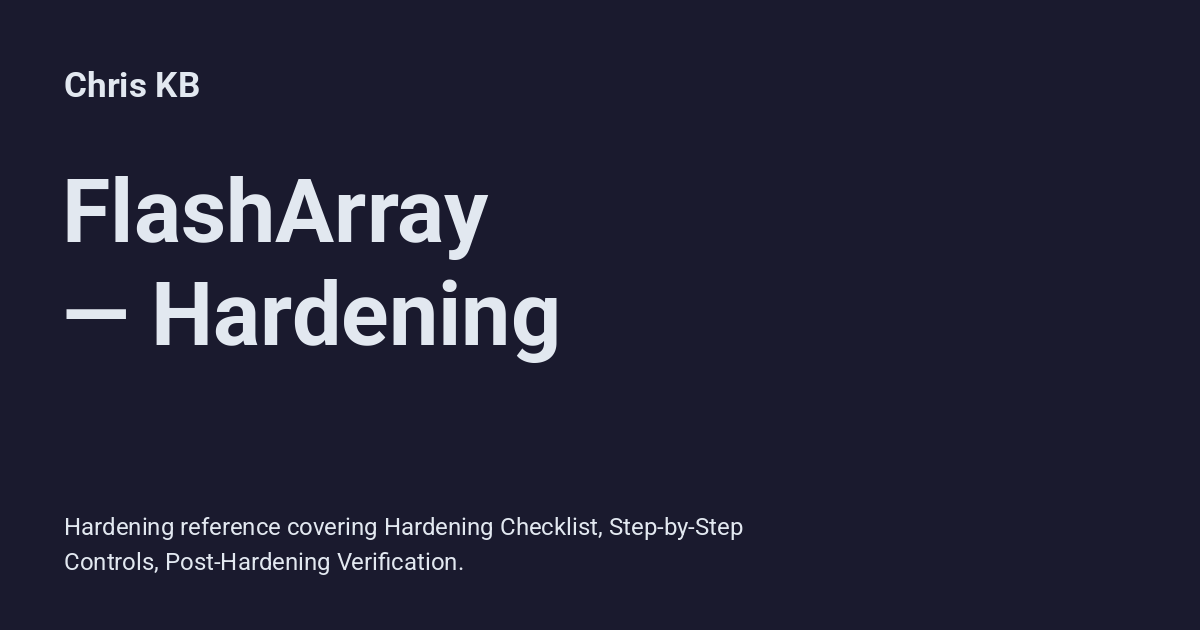 Chris KB
FlashArray
— Hardening
Hardening reference covering Hardening Checklist, Step-by-Step
Controls, Post-Hardening Verification.